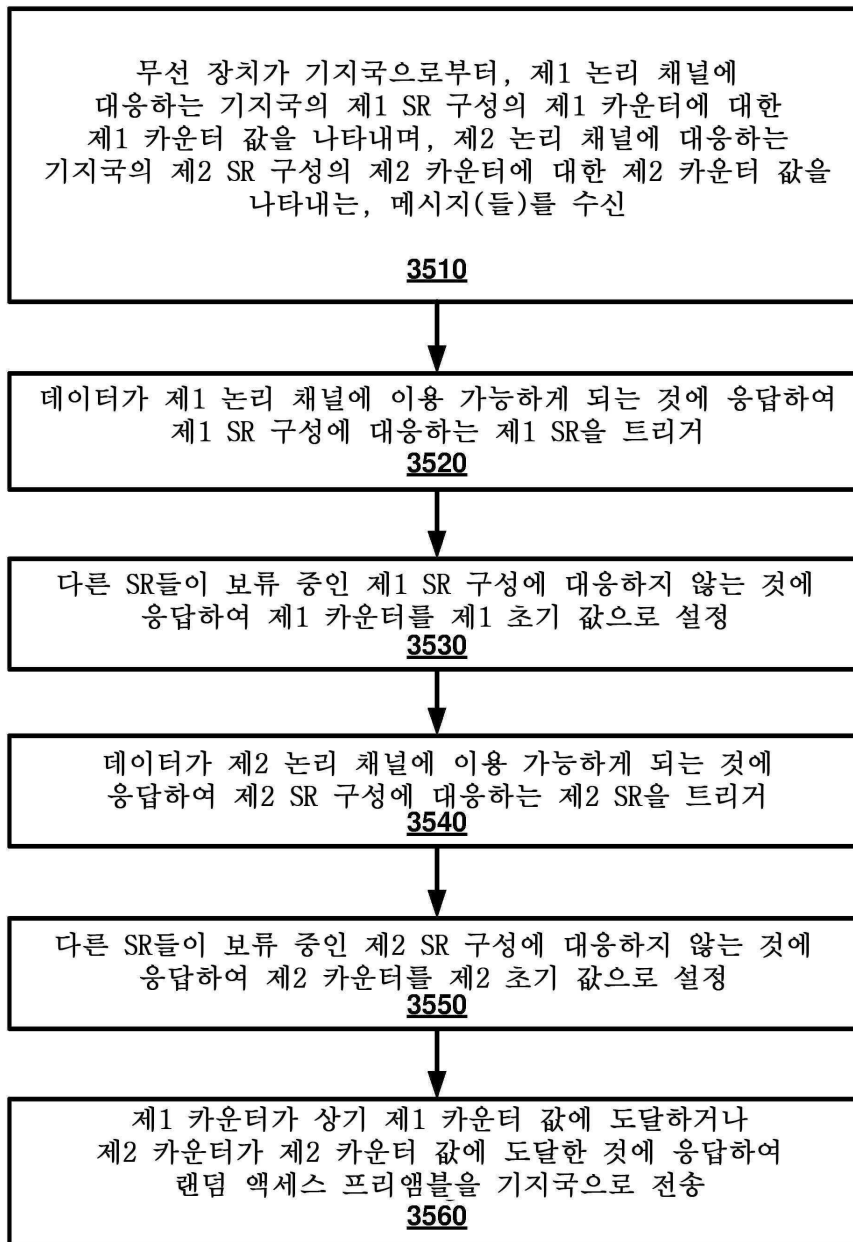 무선 장치가 기지국으로부터, 제1 논리 채널에
대응하는 기지국의 제1 SR 구성의 제1 카운터에 대한
제1 카운터 값을 나타내며, 제2 논리 채널에 대응하는
기지국의 제2 SR 구성의 제2 카운터에 대한 제2 카운터 값을
나타내는, 메시지(들)를 수신
3510
데이터가 제1 논리 채널에 이용 가능하게 되는 것에 응답하여
제1 SR 구성에 대응하는 제1 SR을 트리거
3520
다른 SR들이 보류 중인 제1 SR 구성에 대응하지 않는 것에
응답하여 제1 카운터를 제1 초기 값으로 설정
3530
데이터가 제2 논리 채널에 이용 가능하게 되는 것에
응답하여 제2 SR 구성에 대응하는 제2 SR을 트리거
3540
다른 SR들이 보류 중인 제2 SR 구성에 대응하지 않는 것에
응답하여 제2 카운터를 제2 초기 값으로 설정
3550
제1 카운터가 상기 제1 카운터 값에 도달하거나
제2 카운터가 제2 카운터 값에 도달한 것에 응답하여
랜덤 액세스 프리앰블을 기지국으로 전송
3560